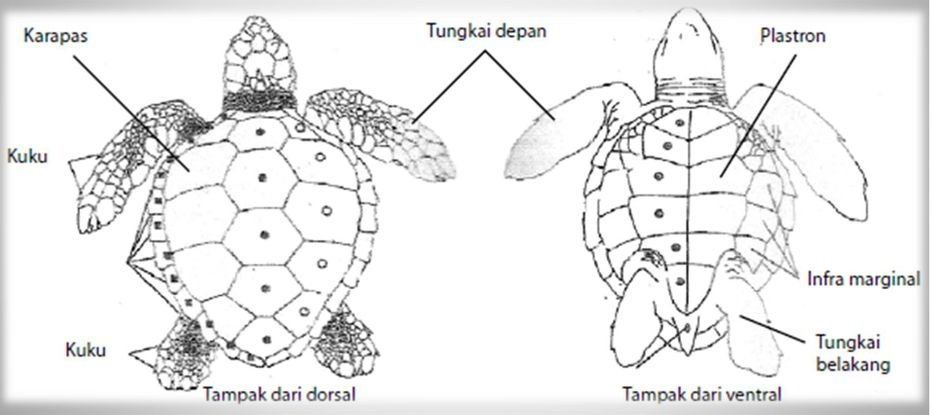 Karapas
Tungkai depan
Plastron
Kuku
Infra marginal
Kuku
Tungkai
belakang
Tampak dari dorsal
Tampak dari ventral